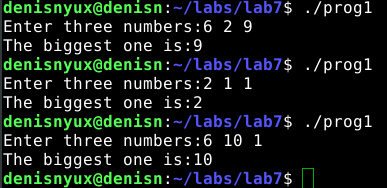 denisnyux@denisn:~/labs/lab7$ ./prog1
Enter three numbers:6 2 9
The biggest one is:9
denisnyux@denisn:~/labs/lab7$ ./prog1
Enter three numbers:2 1 1
The biggest one is:2
denisnyux@denisn:~/labs/lab7$ ./prog1
Enter three numbers:6 10 1
The biggest one is:10
denisnyux@denisn:~/labs/lab7$